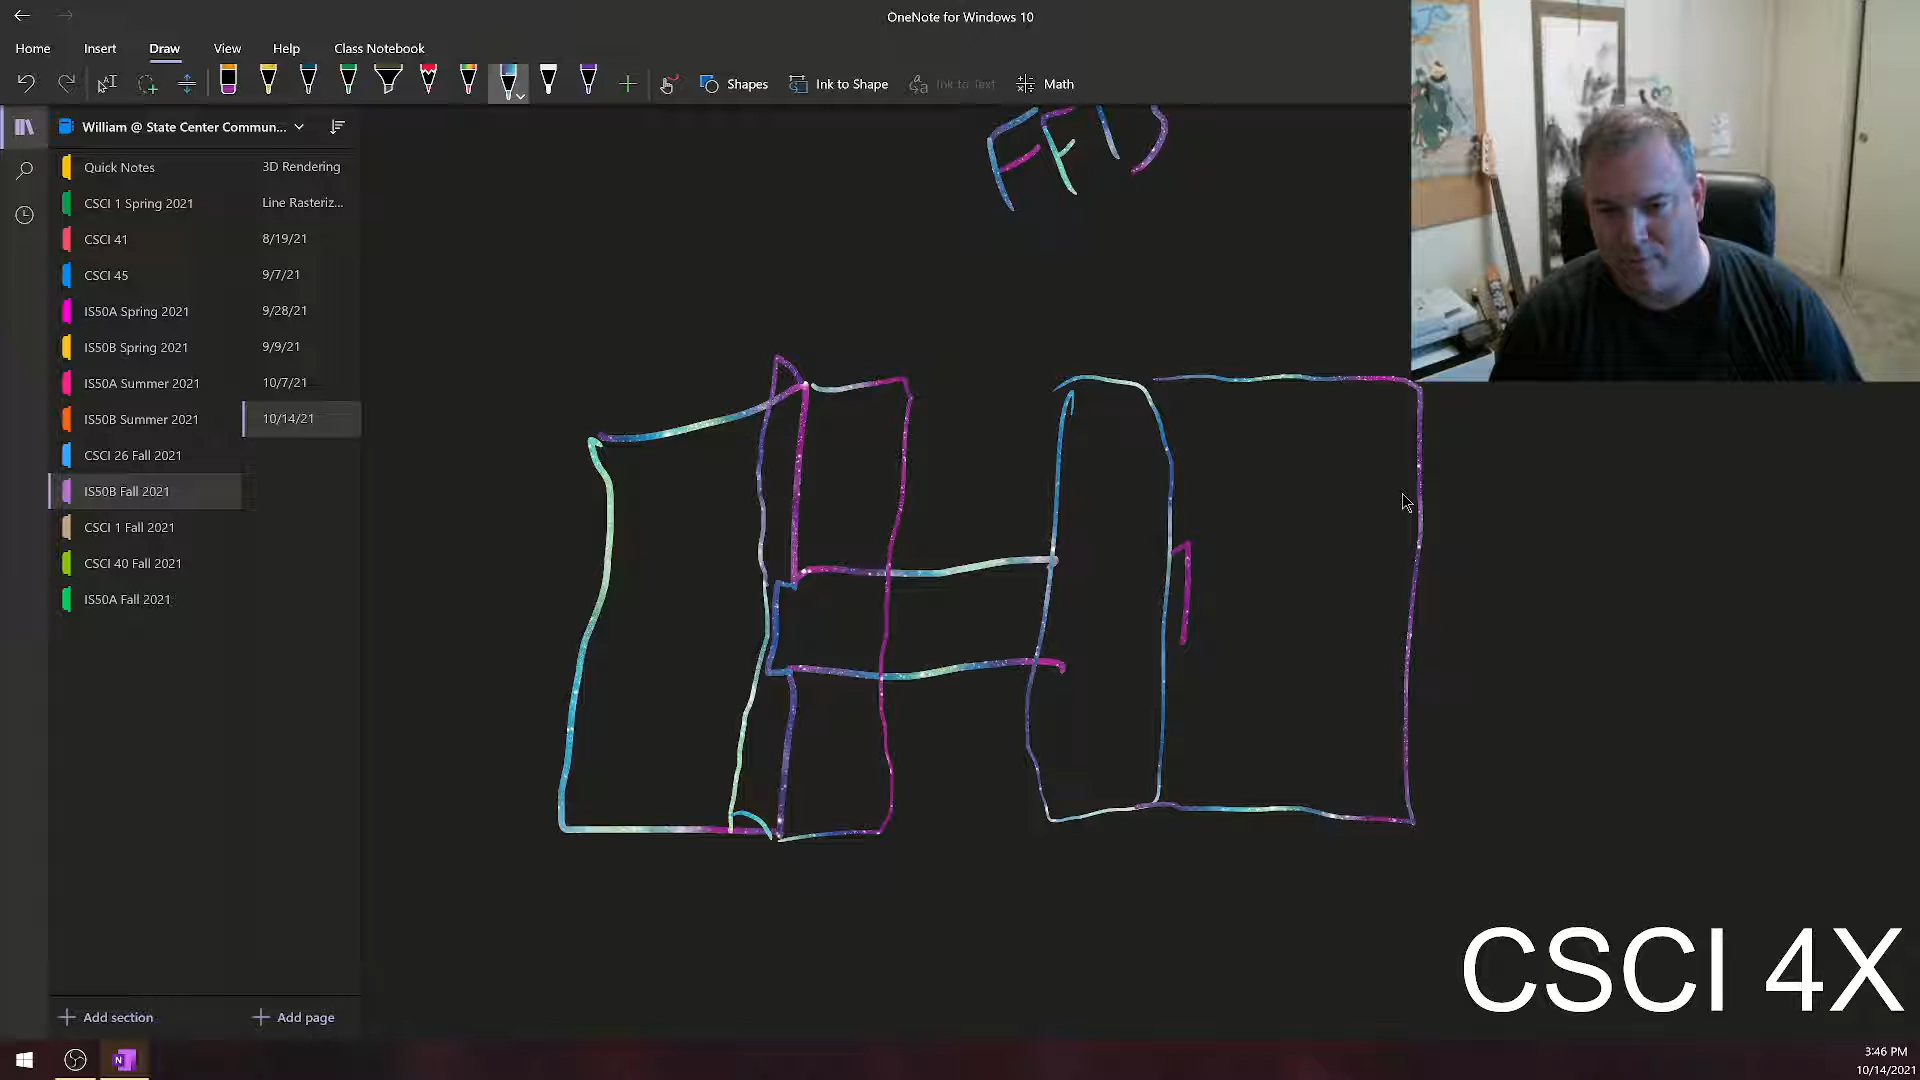 OneNote for Windows 10
Home Insert Draw View Help Class Notebook
Shapes Ink to Shape Ink to Text Math
William @ State Center Commun...
Quick Notes
CSCI 1 Spring 2021
CSCI 41
CSCI 45
IS50A Spring 2021
IS50B Spring 2021
IS50A Summer 2021
IS50B Summer 2021
CSCI 26 Fall 2021
IS50B Fall 2021
CSCI 1 Fall 2021
CSCI 40 Fall 2021
IS50A Fall 2021
3D Rendering
Line Rasteriz...
8/19/21
9/7/21
9/28/21
9/9/21
10/7/21
10/14/21
FFD
CSCI 4X
Add section
Add page
3:46 PM
10/14/2021